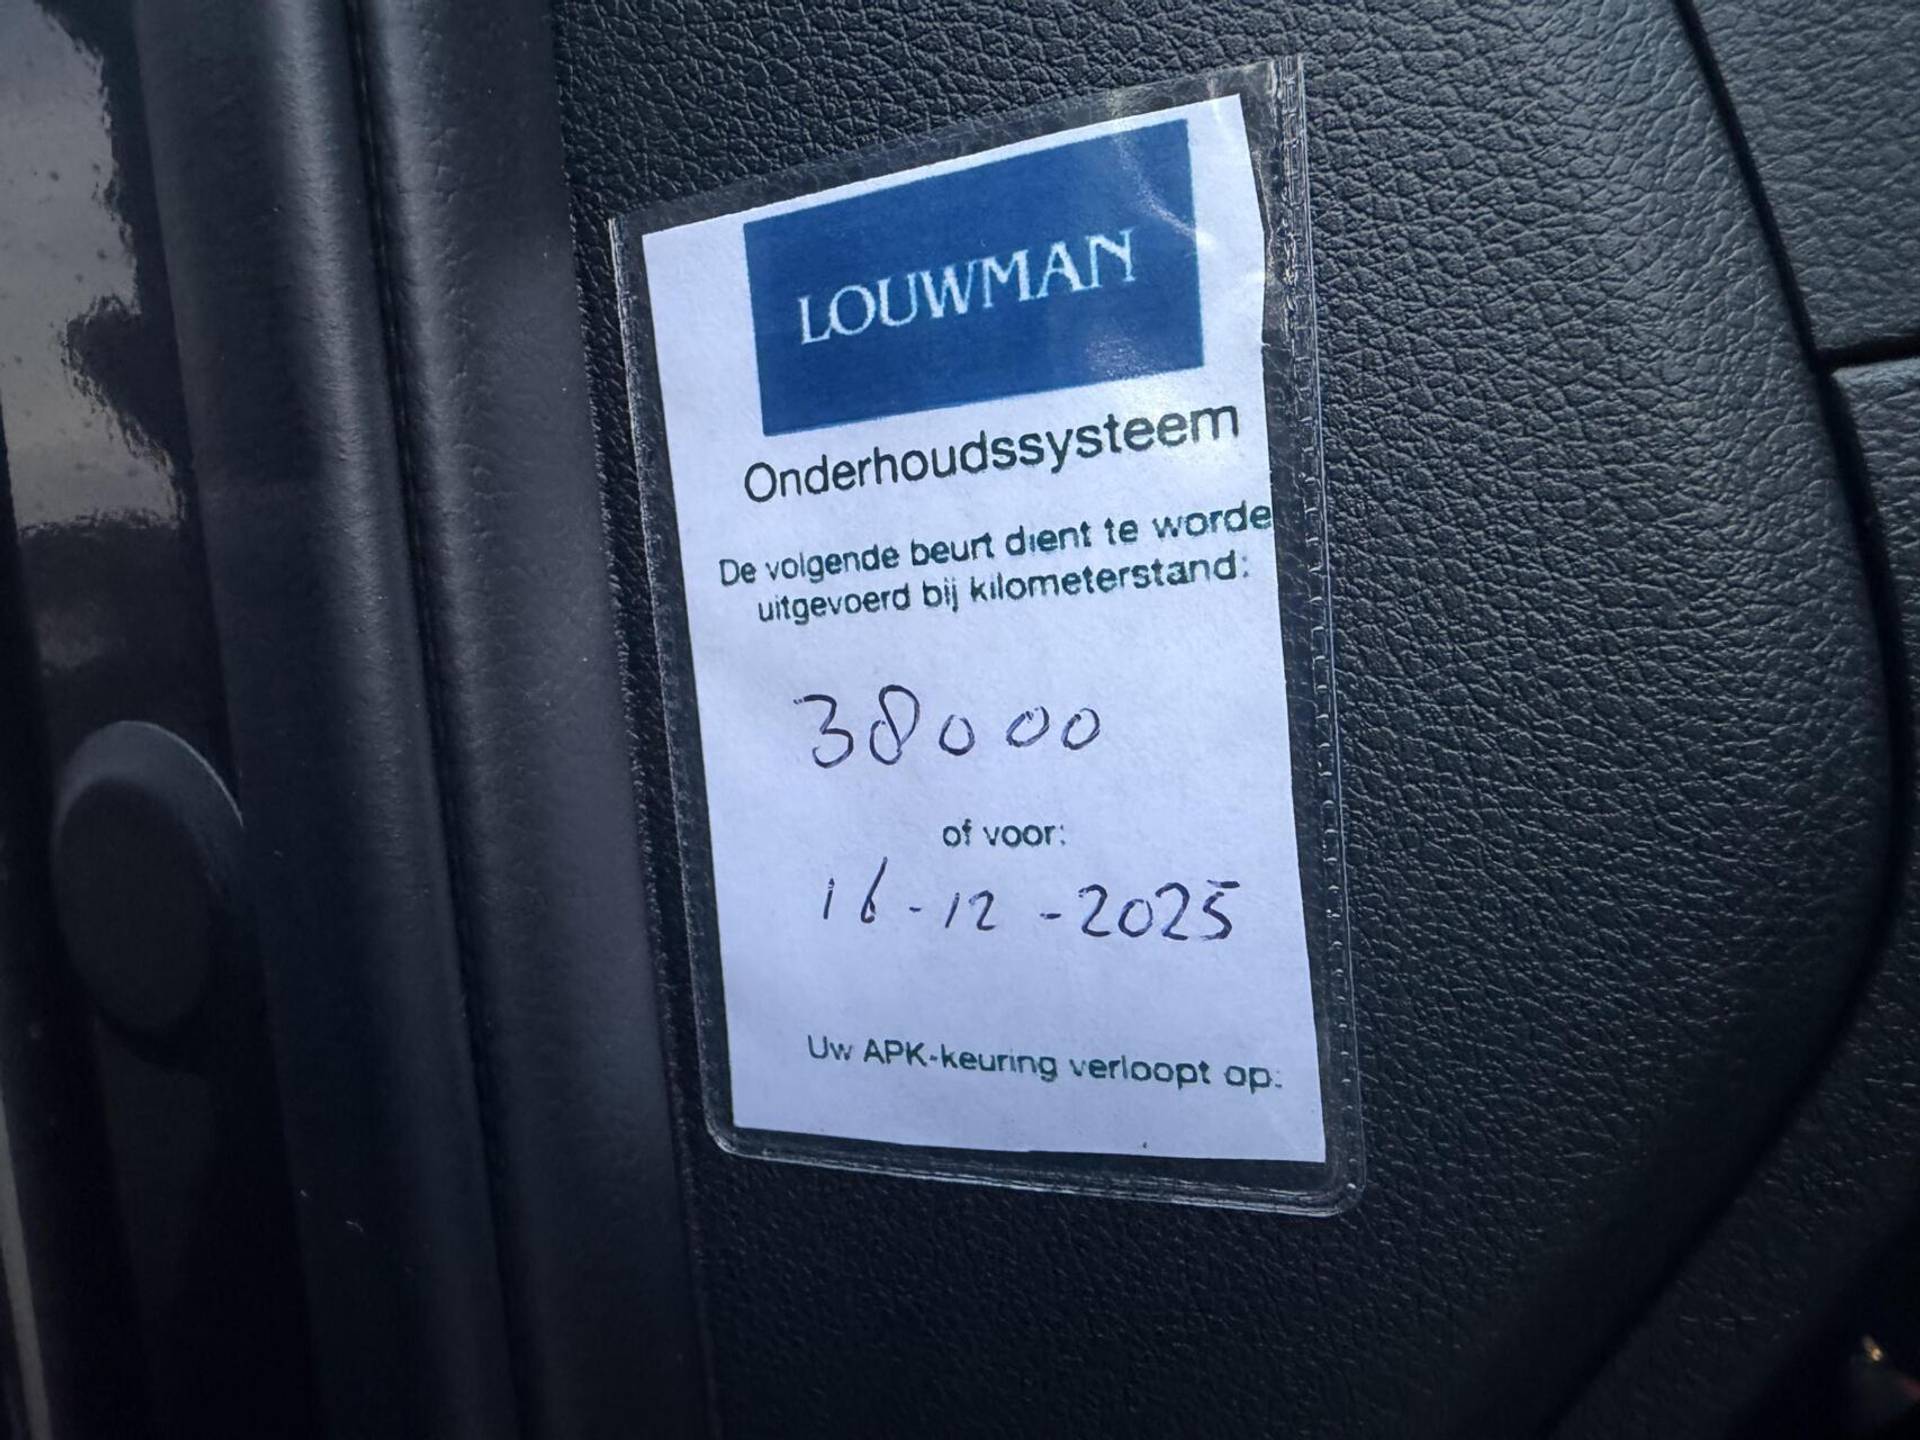 LOUWMAN
Onderhoudssysteem
De volgende beurt dient te worde
uitgevoerd bij kilometerstand:
38000
of voor:
16-12-2025
Uw APK-keuring verloopt op: